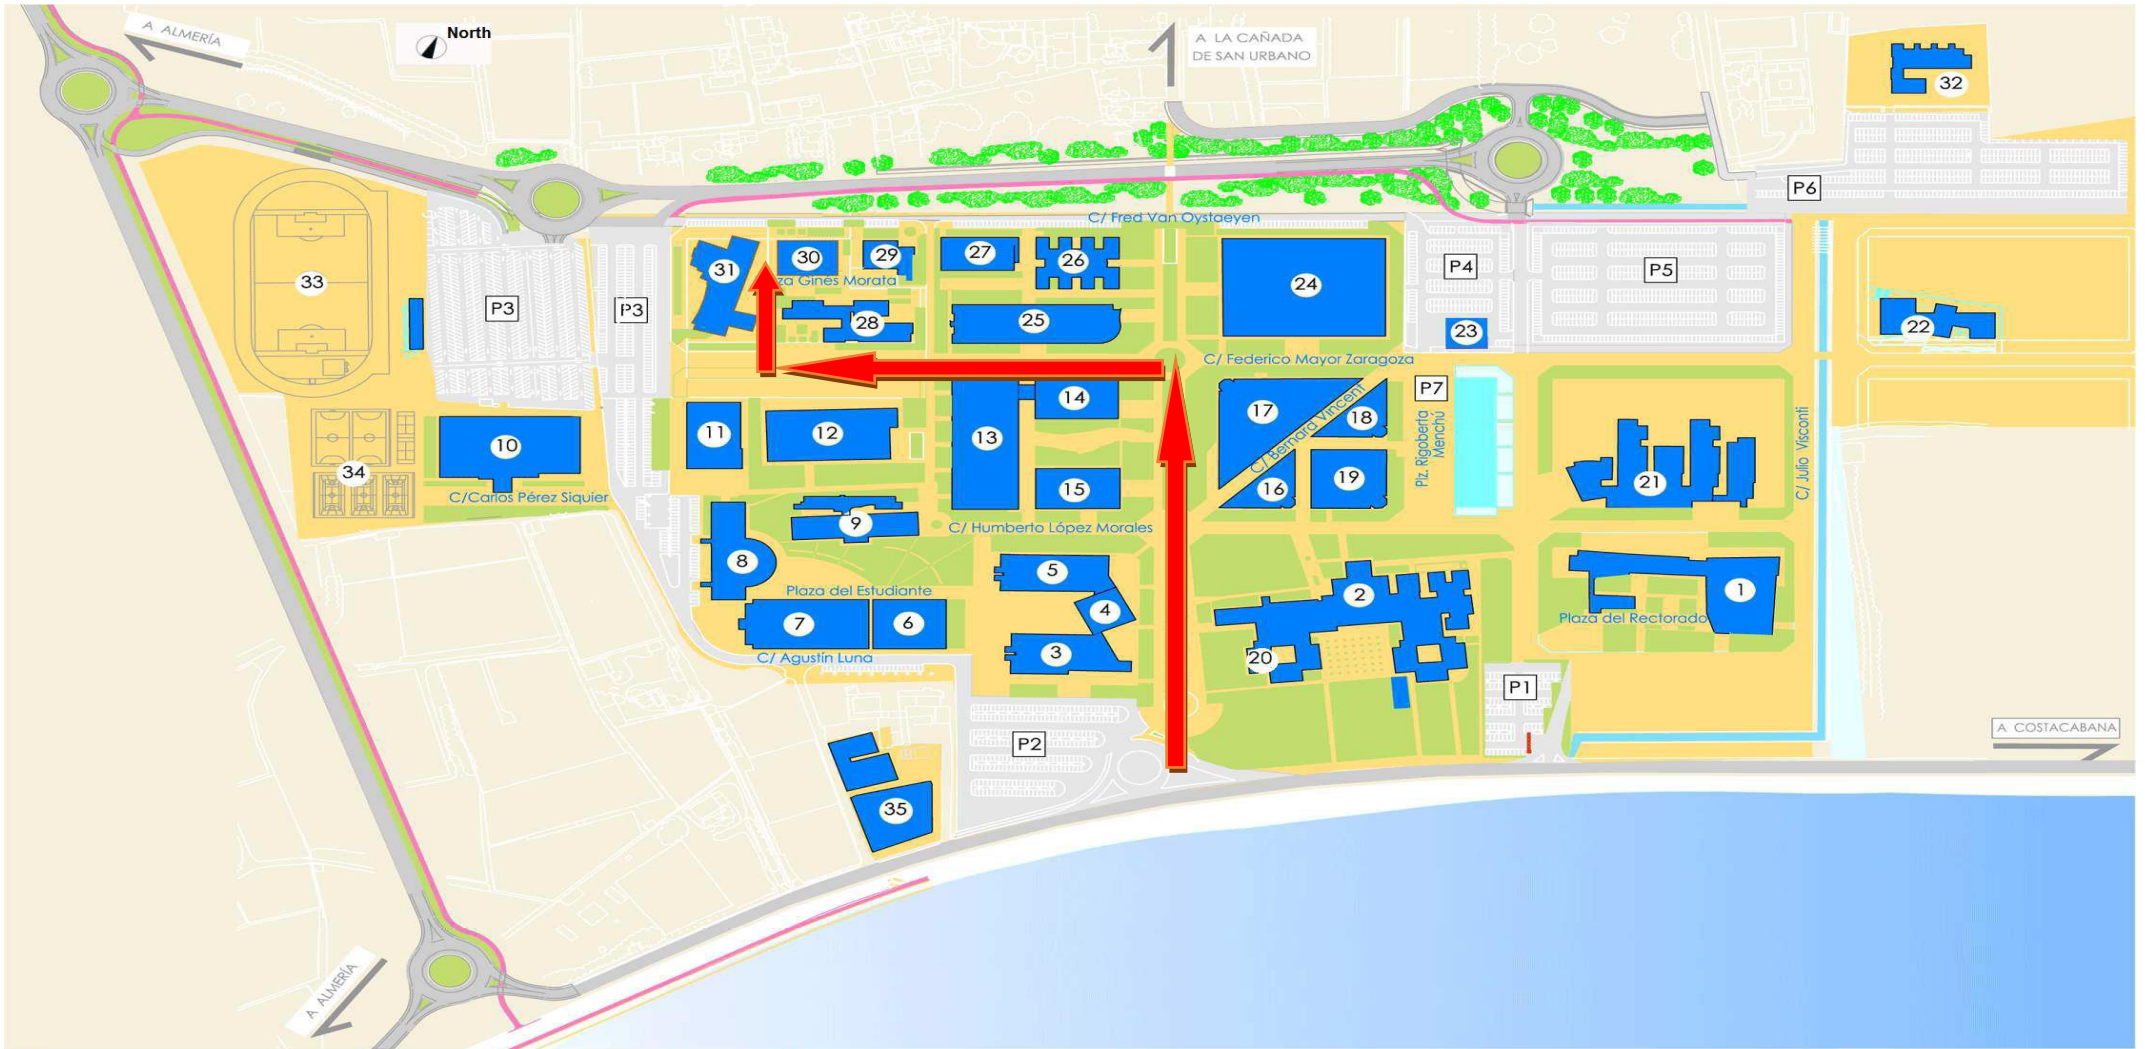 A ALMERÍA
North
A LA CAÑADA
DE SAN URBANO
32
P6
C/ Fred Van Oystaeyen
31
30
29
27
26
24
P4
P5
33
P3
P3
za Ginés Morata
28
25
23
22
C/ Federico Mayor Zaragoza
P7
14
17
18
C/ Bernard Vincent
Plz. Rigoberta
Menchú
C/ Julio Visconti
11
12
13
10
34
C/Carlos Pérez Siquier
15
16
19
21
9
C/ Humberto López Morales
8
5
2
1
Plaza del Estudiante
4
7
6
Plaza del Rectorado
3
20
C/ Agustín Luna
P1
P2
A COSTACABANA
35
A ALMERÍA